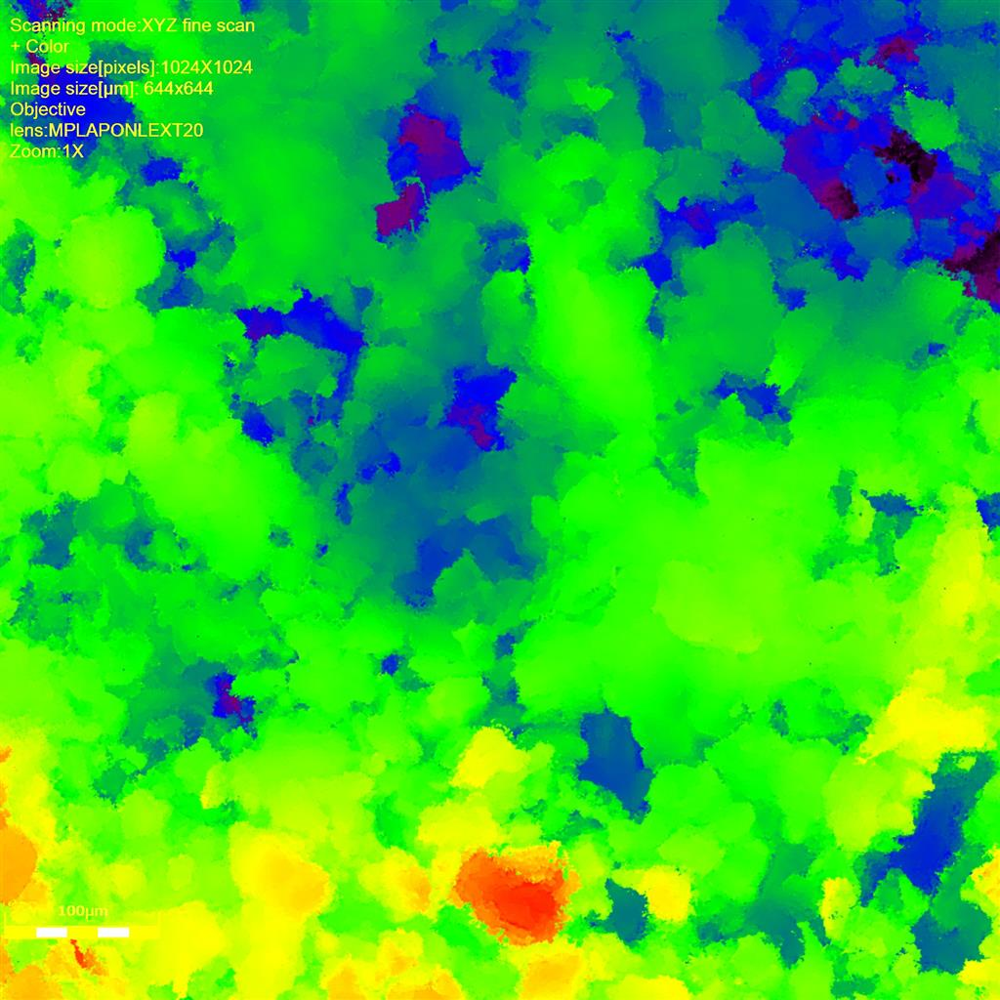 Scanning mode:XYZ fine scan
+ Color
Image size[pixels]:1024X1024
Image size[µm]: 644x644
Objective
lens:MPLAPONLEXT20
Zoom:1X
100µm